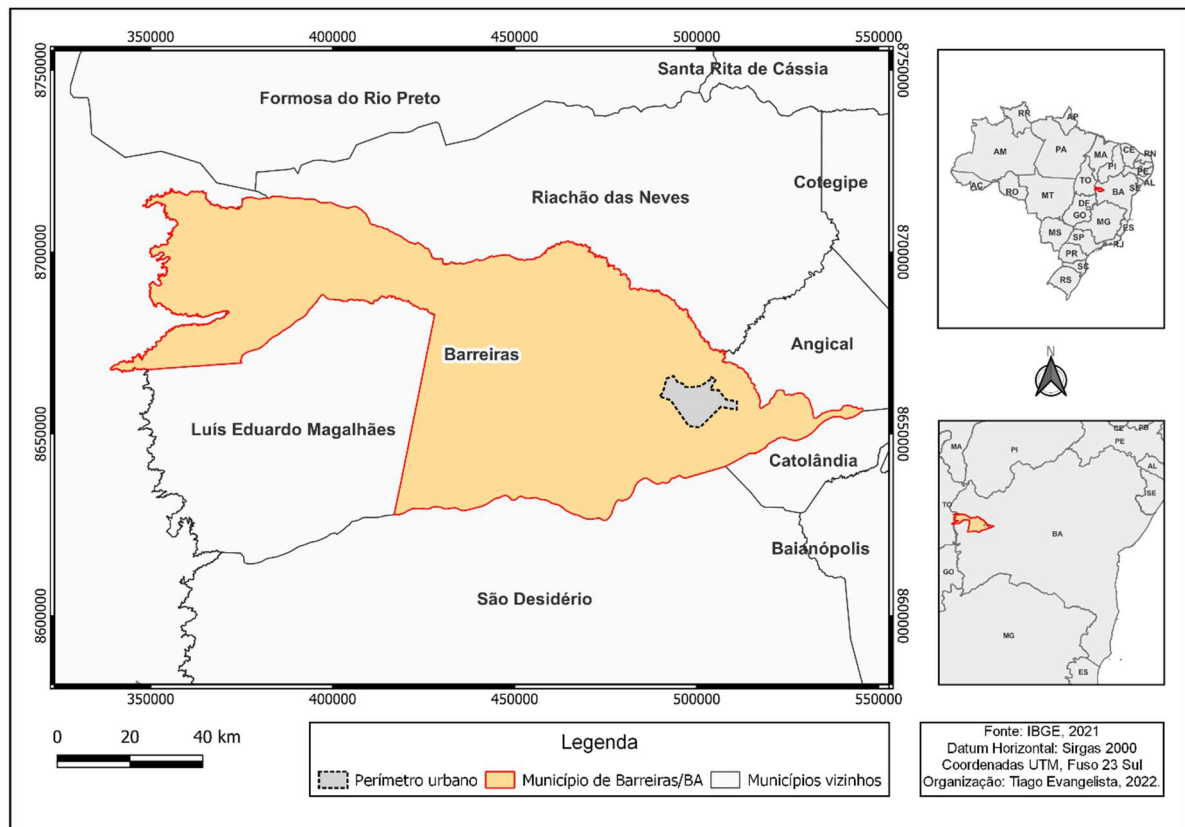 350000
400000
450000
500000
550000
8750000
8750000
Santa Rita de Cássia
Formosa do Rio Preto
Riachão das Neves
Cotegipe
8700000
8700000
Angical
Barreiras
8650000
8650000
Luís Eduardo Magalhães
Catolândia
Baianópolis
São Desidério
8600000
8600000
350000
400000
450000
500000
550000
RR
AP
AM
PA
MA
CE
RN
PI
PE
AL
AC
RO
TO
SE
MT
BA
DF
GO
MG
ES
MS
SP
RJ
PR
SC
RS
N
CE
PB
MA
PI
PE
AL
TO
SE
BA
GO
MG
ES
0
20
40 km
Legenda
Perímetro urbano
Município de Barreiras/BA
Municípios vizinhos
Fonte: IBGE, 2021
Datum Horizontal: Sirgas 2000
Coordenadas UTM, Fuso 23 Sul
Organização: Tiago Evangelista, 2022.